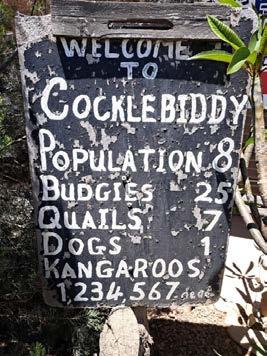 WELCOME
TO
COCKLEBIDDY
POPULATION 8
BUDGIES 25
QUAILS 7
DOGS 1
KANGAROOS
1,234,567